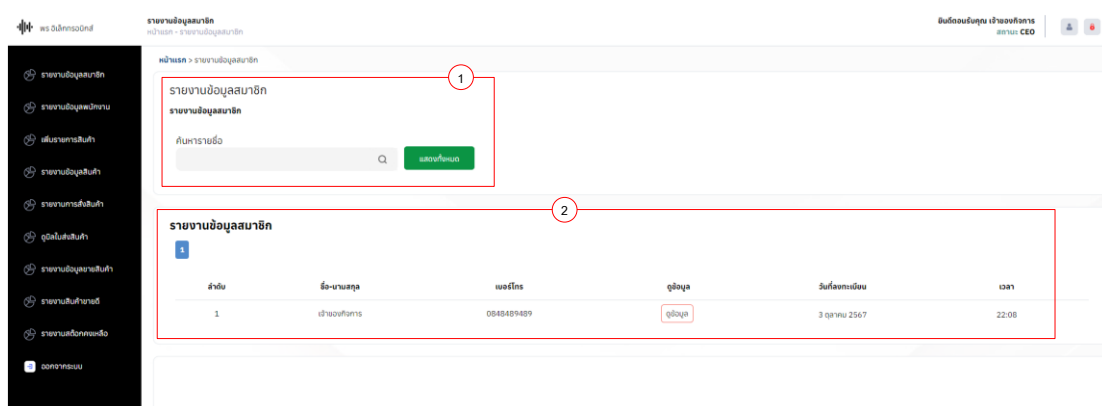 พร อิเล็กทรอนิกส์
รายงานข้อมูลสมาชิก
หน้าแรก - รายงานข้อมูลสมาชิก
ยินดีตอนรับคุณ เจ้าของกิจการ
สถานะ CEO
รายงานข้อมูลสมาชิก
รายงานข้อมูลพนักงาน
เพิ่มรายการสินค้า
รายงานข้อมูลสินค้า
รายงานการสั่งสินค้า
ดูบิลใบส่งสินค้า
รายงานข้อมูลขายสินค้า
รายงานสินค้าขายดี
รายงานสต๊อกคงเหลือ
ออกจากระบบ
หน้าแรก > รายงานข้อมูลสมาชิก
1
รายงานข้อมูลสมาชิก
รายงานข้อมูลสมาชิก
ค้นหารายชื่อ
แสดงทั้งหมด
2
รายงานข้อมูลสมาชิก
1
ลำดับ ชื่อ-นามสกุล เบอร์โทร ดูข้อมูล วันที่ลงทะเบียน เวลา
1 เจ้าของกิจการ 0848489489 ดูข้อมูล 3 ตุลาคม 2567 22:08